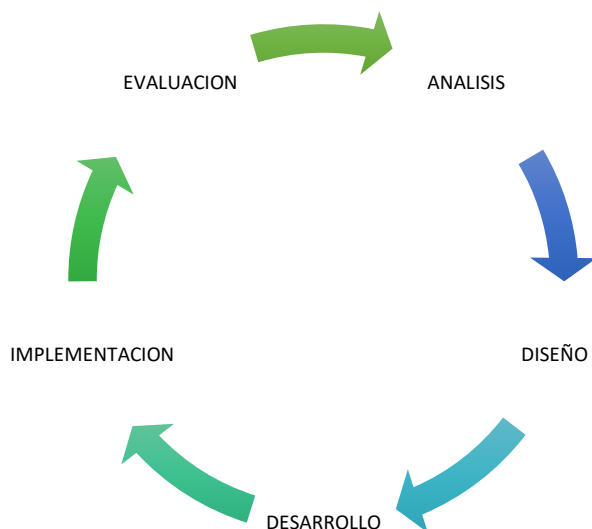 EVALUACION
ANALISIS
IMPLEMENTACION
DISEÑO
DESARROLLO